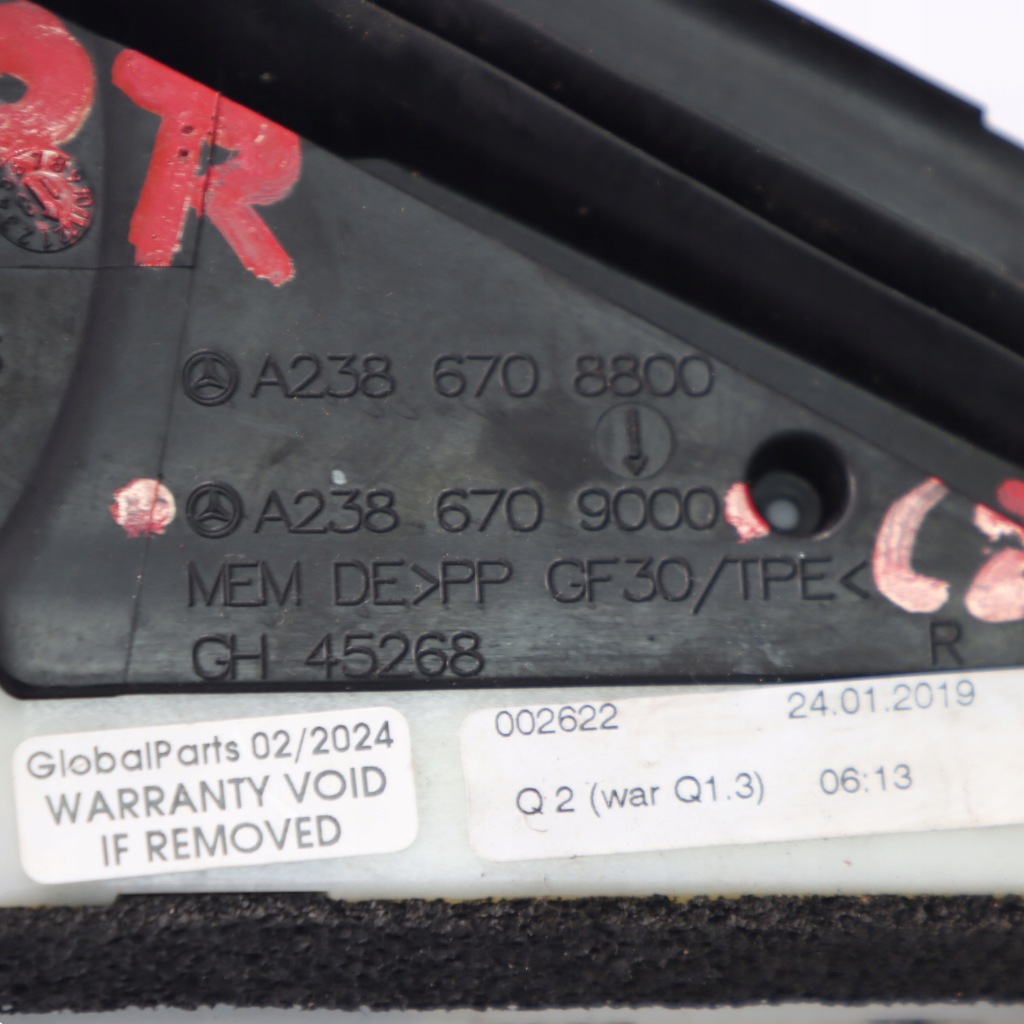 R
A238 670 8800
A238 670 9000
MEM DE>PP GF30/TPE<
GH 45268
R
GlobalParts 02/2024
WARRANTY VOID
IF REMOVED
002622 24.01.2019
Q 2 (war Q1.3) 06:13